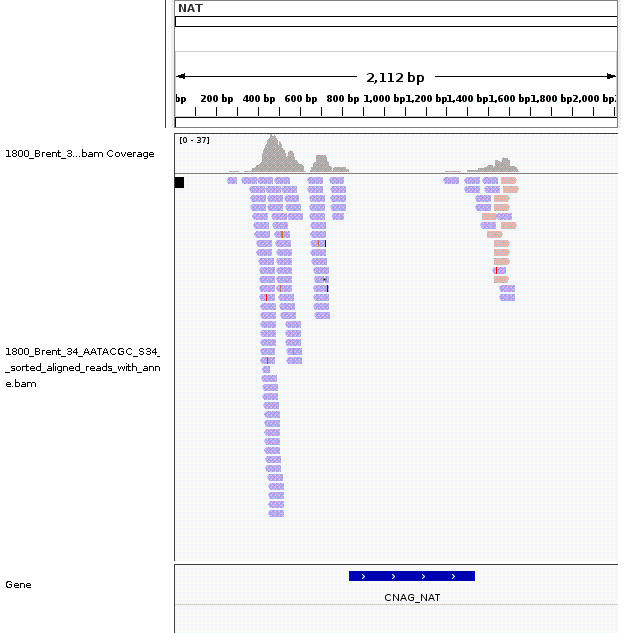 NAT
2,112 bp
bp 200 bp 400 bp 600 bp 800 bp 1,000 bp 1,200 bp 1,400 bp 1,600 bp 1,800 bp 2,000 bp
[0 - 37]
1800_Brent_3...bam Coverage
1800_Brent_34_AATACGC_S34_
_sorted_aligned_reads_with_ann
e.bam
Gene
CNAG_NAT